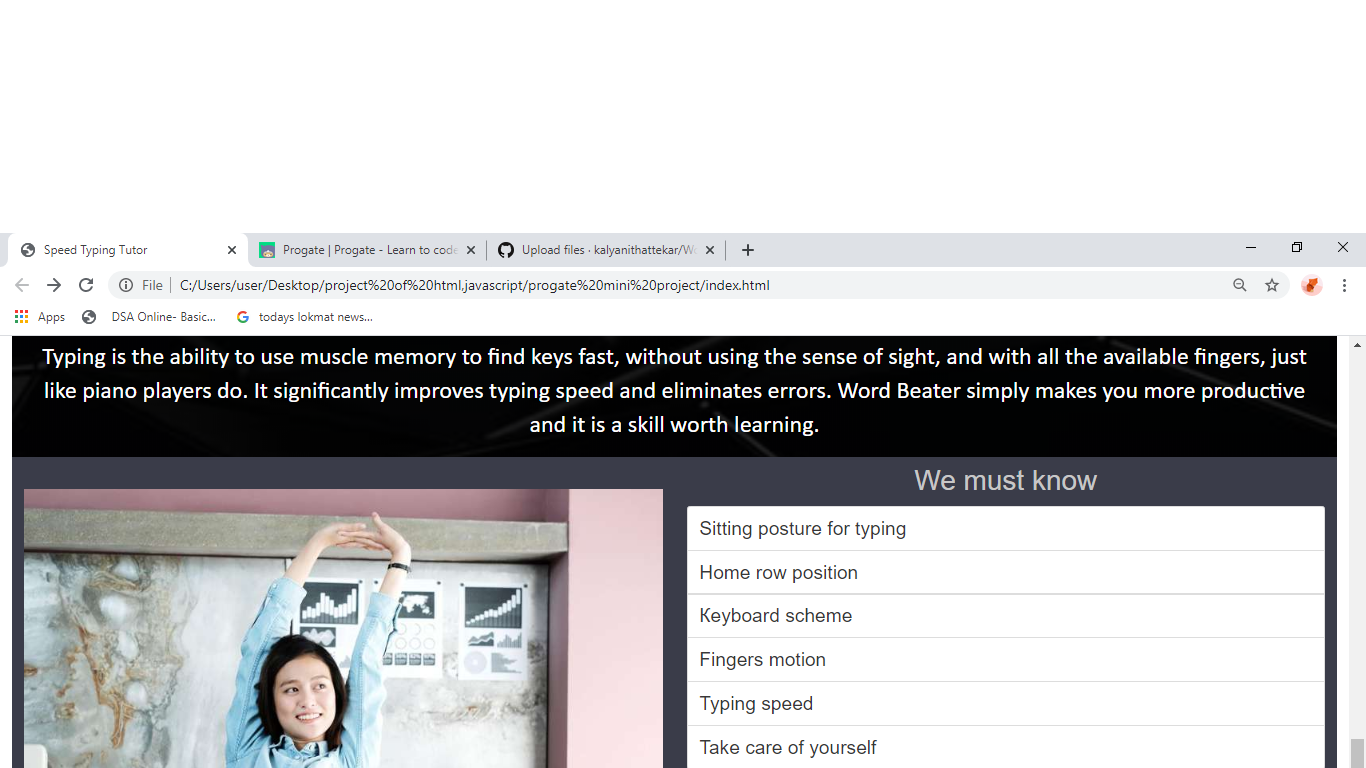 Speed Typing Tutor
Progate | Progate - Learn to code
Upload files · kalyanithattekar/Wo
File
C:/Users/user/Desktop/project%20of%20html,javascript/progate%20mini%20project/index.html
Apps
DSA Online- Basic...
todays lokmat news...
Typing is the ability to use muscle memory to find keys fast, without using the sense of sight, and with all the available fingers, just
like piano players do. It significantly improves typing speed and eliminates errors. Word Beater simply makes you more productive
and it is a skill worth learning.
We must know
Sitting posture for typing
Home row position
Keyboard scheme
Fingers motion
Typing speed
Take care of yourself